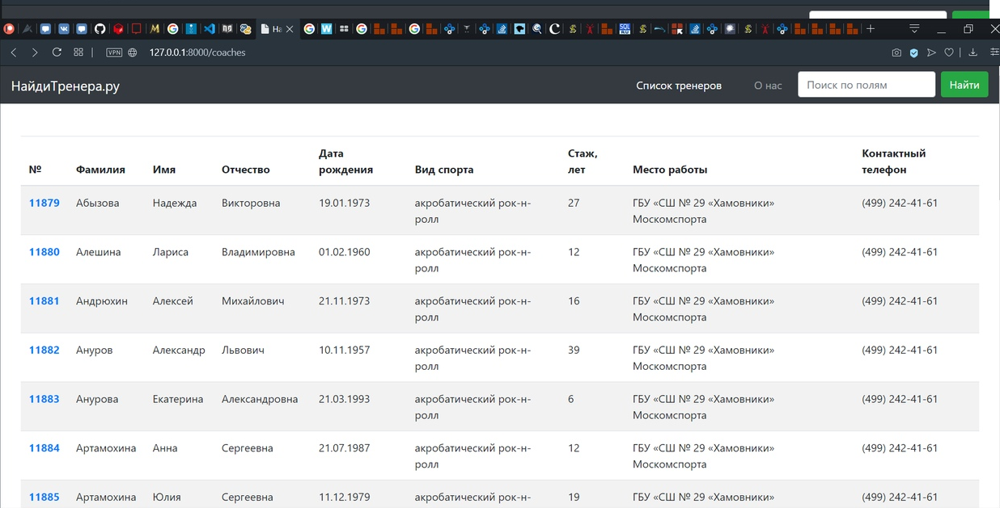 На
VPN 127.0.0.1:8000/coaches
НайдиТренера.ру Список тренеров О нас Поиск по полям Найти
Дата Стаж, Контактный
№ Фамилия Имя Отчество рождения Вид спорта лет Место работы телефон
11879 Абызова Надежда Викторовна 19.01.1973 акробатический рок-н- 27 ГБУ «СШ № 29 «Хамовники» (499) 242-41-61
ролл Москомспорта
11880 Алешина Лариса Владимировна 01.02.1960 акробатический рок-н- 12 ГБУ «СШ № 29 «Хамовники» (499) 242-41-61
ролл Москомспорта
11881 Андрюхин Алексей Михайлович 21.11.1973 акробатический рок-н- 16 ГБУ «СШ № 29 «Хамовники» (499) 242-41-61
ролл Москомспорта
11882 Ануров Александр Львович 10.11.1957 акробатический рок-н- 39 ГБУ «СШ № 29 «Хамовники» (499) 242-41-61
ролл Москомспорта
11883 Анурова Екатерина Александровна 21.03.1993 акробатический рок-н- 6 ГБУ «СШ № 29 «Хамовники» (499) 242-41-61
ролл Москомспорта
11884 Артамохина Анна Сергеевна 21.07.1987 акробатический рок-н- 12 ГБУ «СШ № 29 «Хамовники» (499) 242-41-61
ролл Москомспорта
11885 Артамохина Юлия Сергеевна 11.12.1979 акробатический рок-н- 19 ГБУ «СШ № 29 «Хамовники» (499) 242-41-61